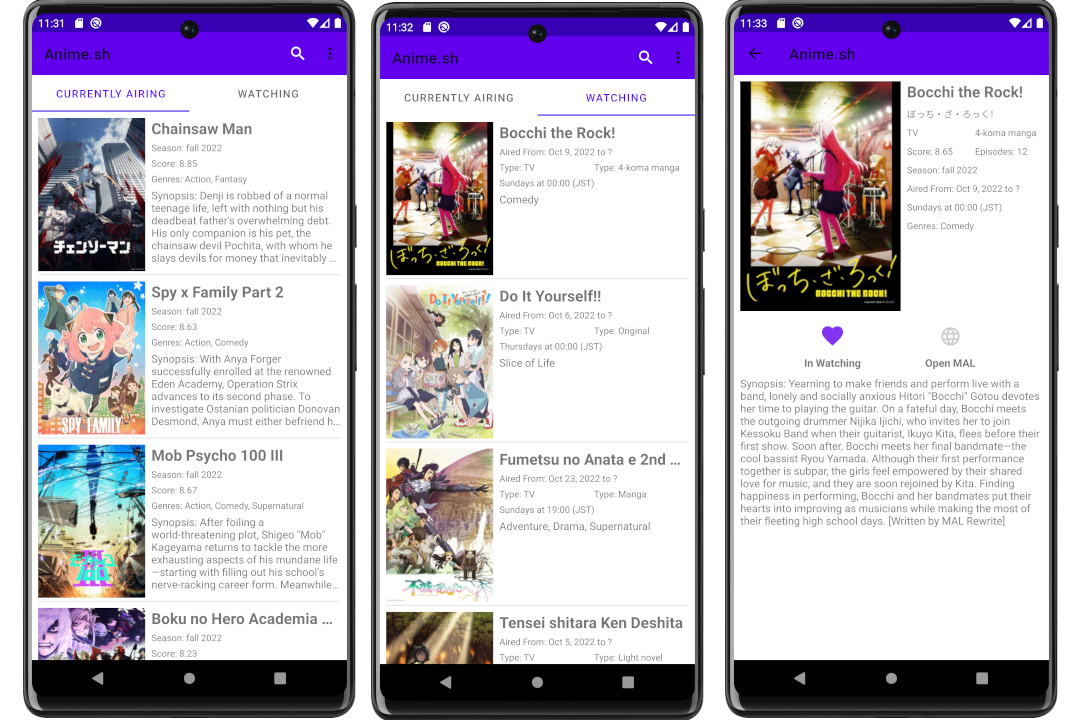 11:31
Anime.sh
CURRENTLY AIRING
WATCHING
Chainsaw Man
Season: fall 2022
Score: 8.85
Genres: Action, Fantasy
Synopsis: Denji is robbed of a normal
teenage life, left with nothing but his
deadbeat father's overwhelming debt.
His only companion is his pet, the
chainsaw devil Pochita, with whom he
slays devils for money that inevitably ...
チェンソーマン
Spy x Family Part 2
Season: fall 2022
Score: 8.63
Genres: Action, Comedy
Synopsis: With Anya Forger
successfully enrolled at the renowned
Eden Academy, Operation Strix
advances to its second phase. To
investigate Ostanian politician Donovan
Desmond, Anya must either befriend h...
SPY FAMILY
Mob Psycho 100 III
Season: fall 2022
Score: 8.67
Genres: Action, Comedy, Supernatural
Synopsis: After foiling a
world-threatening plot, Shigeo "Mob"
Kageyama returns to tackle the more
exhausting aspects of his mundane life
—starting with filling out his school's
nerve-racking career form. Meanwhile...
Boku no Hero Academia ...
Season: fall 2022
Score: 8.23
11:32
Anime.sh
CURRENTLY AIRING
WATCHING
Bocchi the Rock!
Aired From: Oct 9, 2022 to ?
Type: TV
Type: 4-koma manga
Sundays at 00:00 (JST)
Comedy
ぼっち・ざ・ろっく!
BOCCHI THE ROCK!
Do It Yourself!!
Aired From: Oct 6, 2022 to ?
Type: TV
Type: Original
Thursdays at 00:00 (JST)
Slice of Life
Do It Yourself!!
Fumetsu no Anata e 2nd ...
Aired From: Oct 23, 2022 to ?
Type: TV
Type: Manga
Sundays at 19:00 (JST)
Adventure, Drama, Supernatural
不滅のあなたへ
Tensei shitara Ken Deshita
Aired From: Oct 5, 2022 to ?
Type: TV
Type: Light novel
11:33
Anime.sh
Bocchi the Rock!
ぼっち・ざ・ろっく!
TV
4-koma manga
Score: 8.65
Episodes: 12
Season: fall 2022
Aired From: Oct 9, 2022 to ?
Sundays at 00:00 (JST)
Genres: Comedy
ぼっち・ざ・ろっく!
BOCCHI THE ROCK!
In Watching
Open MAL
Synopsis: Yearning to make friends and perform live with a
band, lonely and socially anxious Hitori "Bocchi" Gotou devotes
her time to playing the guitar. On a fateful day, Bocchi meets
the outgoing drummer Nijika Ijichi, who invites her to join
Kessoku Band when their guitarist, Ikuyo Kita, flees before their
first show. Soon after, Bocchi meets her final bandmate—the
cool bassist Ryou Yamada. Although their first performance
together is subpar, the girls feel empowered by their shared
love for music, and they are soon rejoined by Kita. Finding
happiness in performing, Bocchi and her bandmates put their
hearts into improving as musicians while making the most of
their fleeting high school days. [Written by MAL Rewrite]